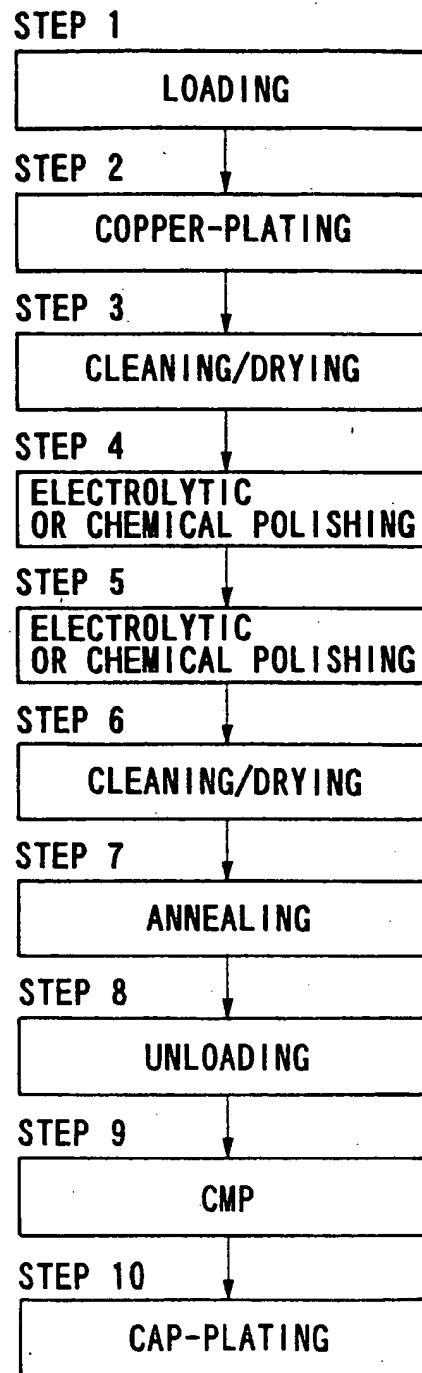 STEP 1
LOADING
STEP 2
COPPER-PLATING
STEP 3
CLEANING/DRYING
STEP 4
ELECTROLYTIC
OR CHEMICAL POLISHING
STEP 5
ELECTROLYTIC
OR CHEMICAL POLISHING
STEP 6
CLEANING/DRYING
STEP 7
ANNEALING
STEP 8
UNLOADING
STEP 9
CMP
STEP 10
CAP-PLATING